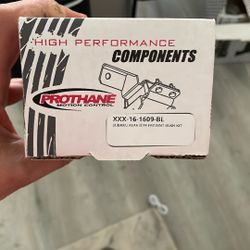 HIGH PERFORMANCE
COMPONENTS
PROTHANE
MOTION CONTROL
XXX-16-1609-BL